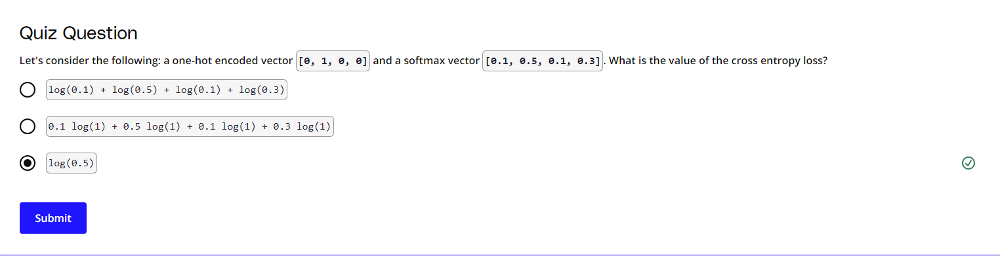 Quiz Question
Let's consider the following: a one-hot encoded vector [0, 1, 0, 0] and a softmax vector [0.1, 0.5, 0.1, 0.3]. What is the value of the cross entropy loss?
log(0.1) + log(0.5) + log(0.1) + log(0.3)
0.1 log(1) + 0.5 log(1) + 0.1 log(1) + 0.3 log(1)
log(0.5)
Submit